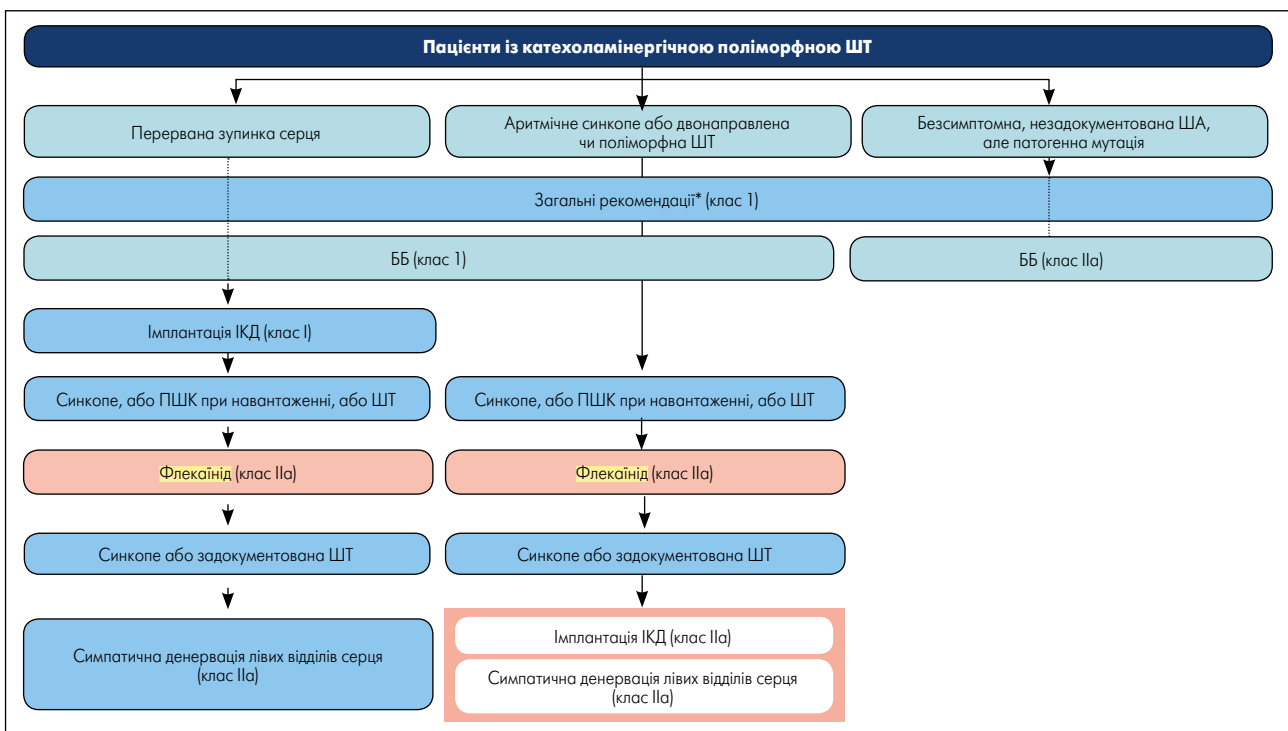 Пацієнти із катехоламінергічною поліморфною ШТ
Перервана зупинка серця
Аритмічне синкопе або двонаправлена
чи поліморфна ШТ
Безсимптомна, незадокументована ША,
але патогенна мутація
Загальні рекомендації* (клас 1)
ББ (клас 1)
ББ (клас IIa)
Імплантація ІКД (клас I)
Синкопе, або ПШК при навантаженні, або ШТ
Синкопе, або ПШК при навантаженні, або ШТ
Флекаїнід (клас IIa)
Флекаїнід (клас IIa)
Синкопе або задокументована ШТ
Синкопе або задокументована ШТ
Симпатична денервація лівих відділів серця
(клас IIa)
Імплантація ІКД (клас IIa)
Симпатична денервація лівих відділів серця
(клас IIa)